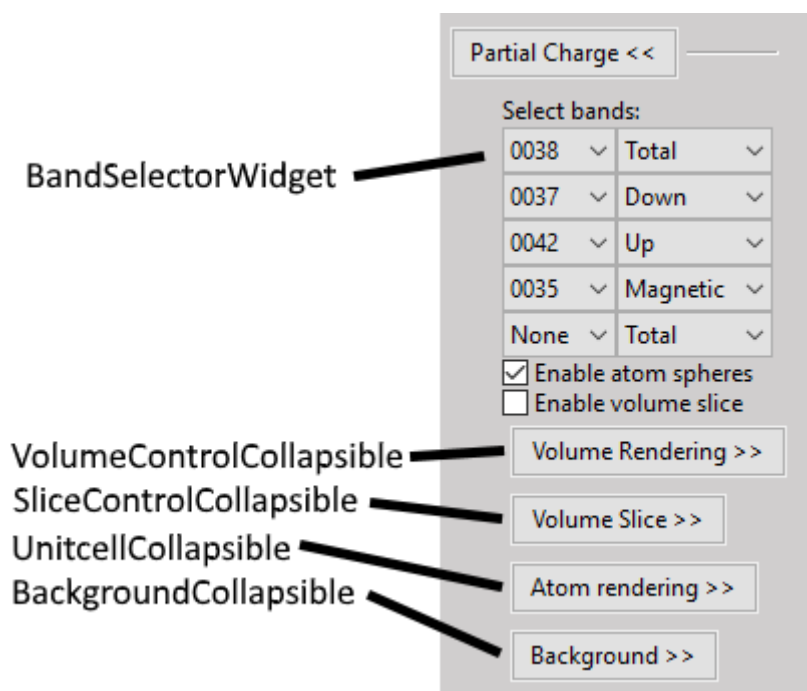 Partial Charge <<
Select bands:
BandSelectorWidget
0038 Total
0037 Down
0042 Up
0035 Magnetic
None Total
Enable atom spheres
Enable volume slice
VolumeControlCollapsible
Volume Rendering >>
SliceControlCollapsible
Volume Slice >>
UnitcellCollapsible
Atom rendering >>
BackgroundCollapsible
Background >>